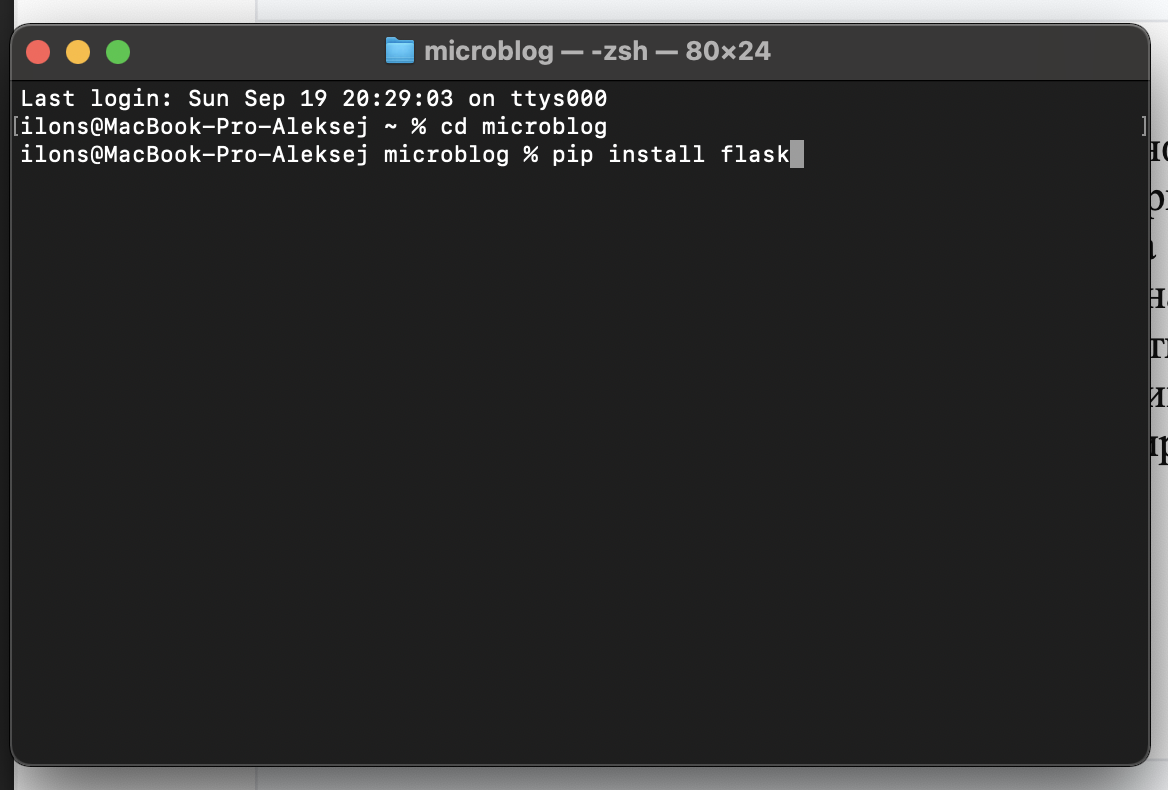 microblog — -zsh — 80×24
Last login: Sun Sep 19 20:29:03 on ttys000
[ilons@MacBook-Pro-Aleksej ~ % cd microblog ]
ilons@MacBook-Pro-Aleksej microblog % pip install flask